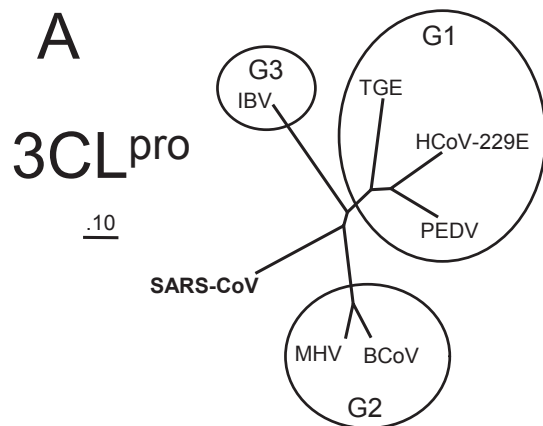 A
G1
G3
TGE
IBV
HCoV-229E
3CLpro
.10
PEDV
SARS-CoV
MHV BCoV
G2